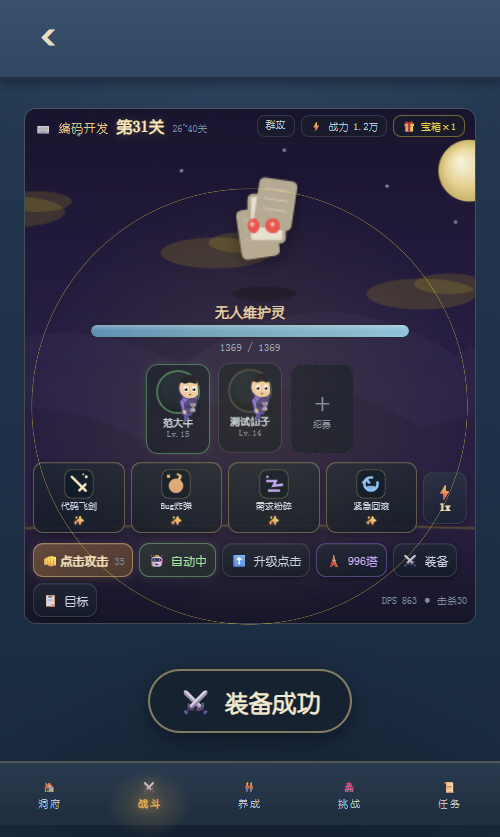 编码开发 第31关 26~40关 群攻 战力 1.2万 宝箱×1
无人维护灵
1369 / 1369
范大牛 测试仙子 +
Lv.15 Lv.14 招募
代码飞剑 Bug炸弹 需求粉碎 紧急回滚 1x
点击攻击 35 自动中 升级点击 996塔 装备
目标 DPS 863 • 击杀30
装备成功
洞府 战斗 养成 挑战 任务